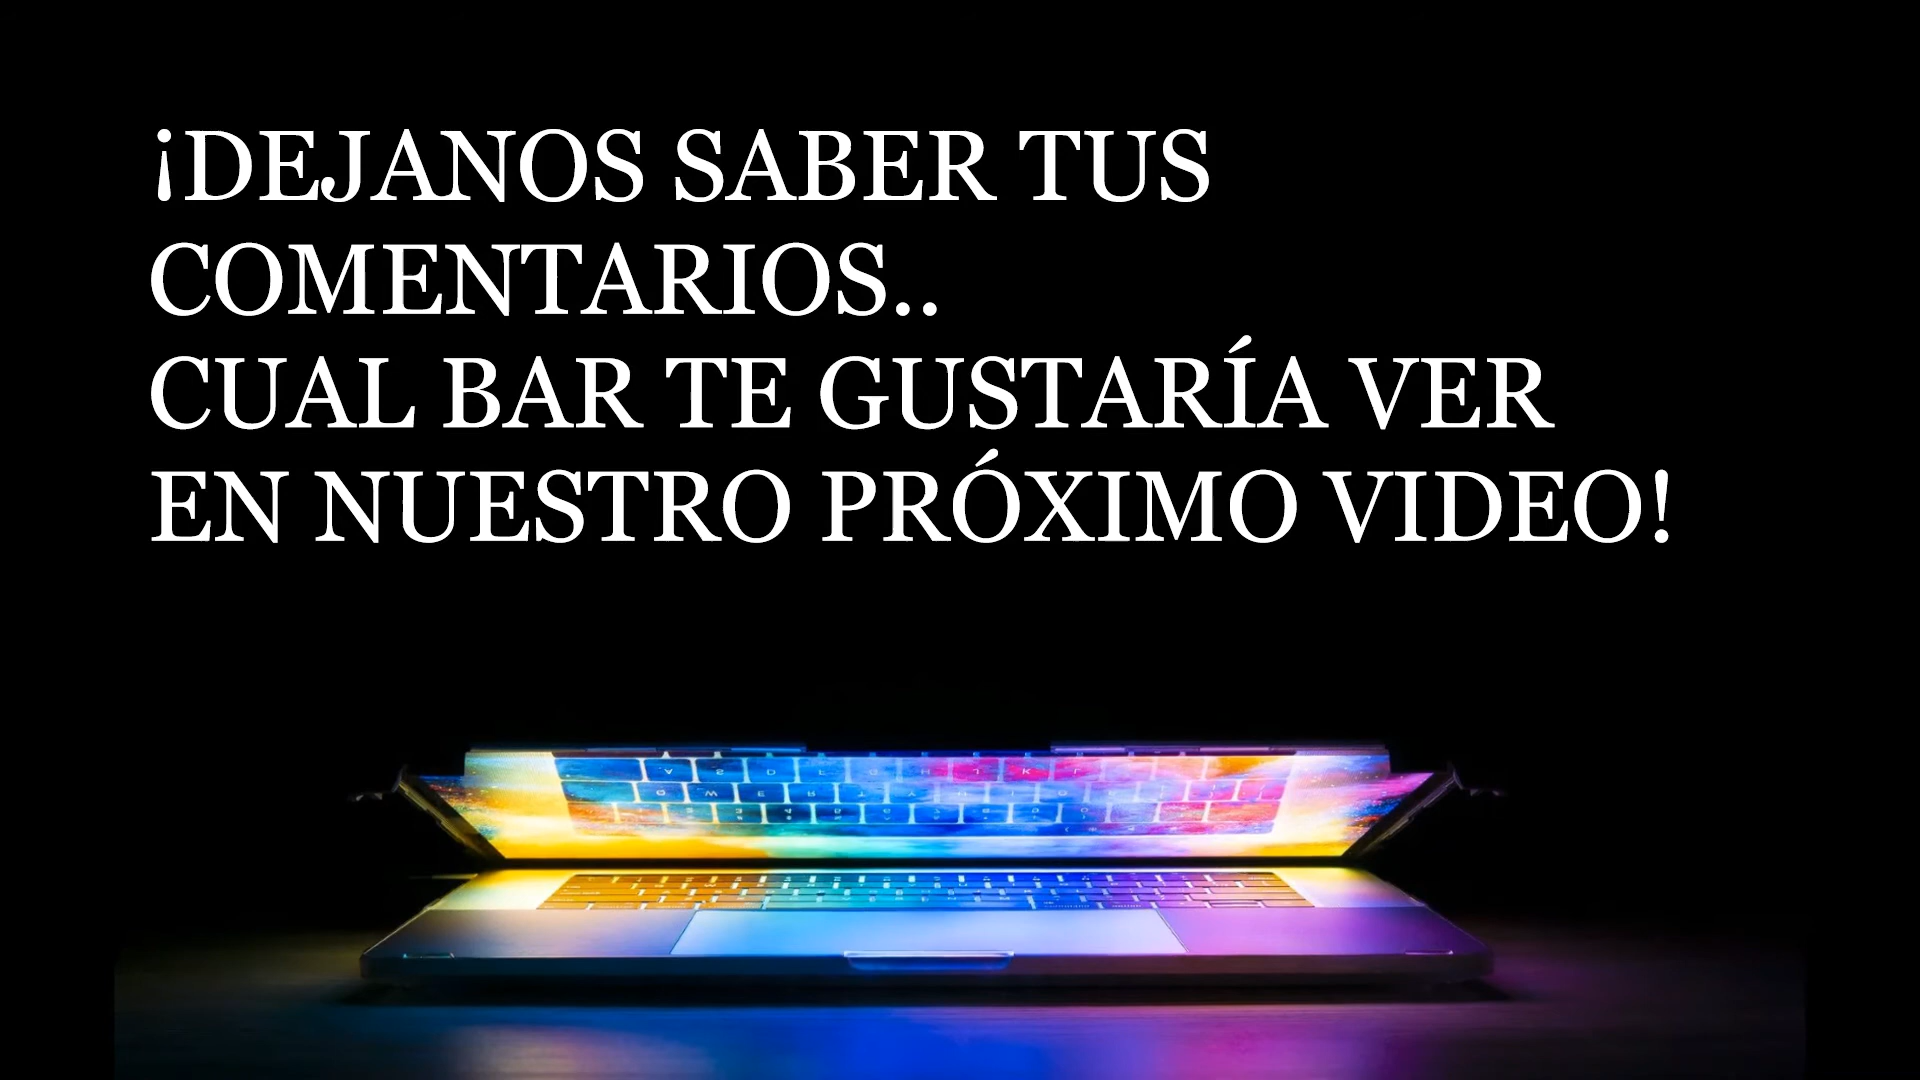 ¡DEJANOS SABER TUS
COMENTARIOS..
CUAL BAR TE GUSTARÍA VER
EN NUESTRO PRÓXIMO VIDEO!